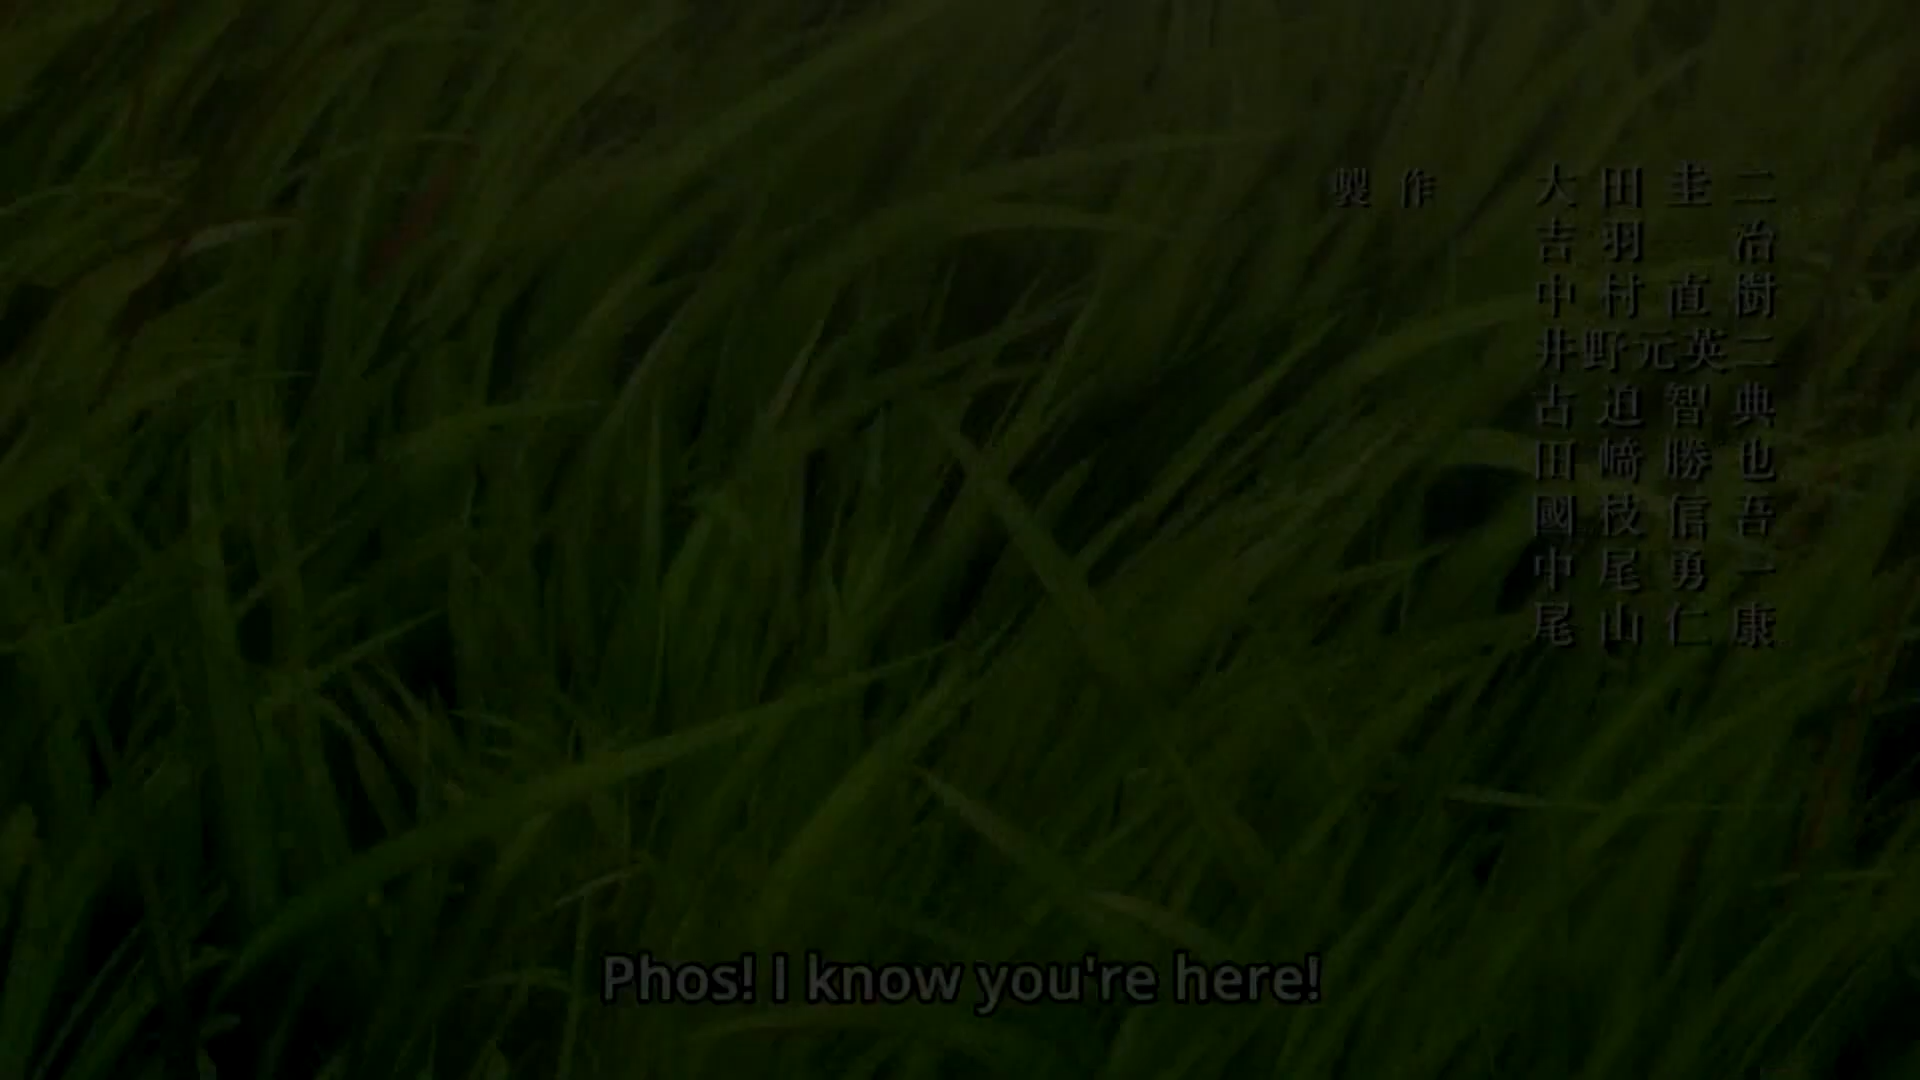 製作 大田圭二
吉羽治
中村直樹
井野元英二
古迫智典
田﨑勝也
國枝信吾
中尾勇一
尾山仁康
Phos! I know you're here!